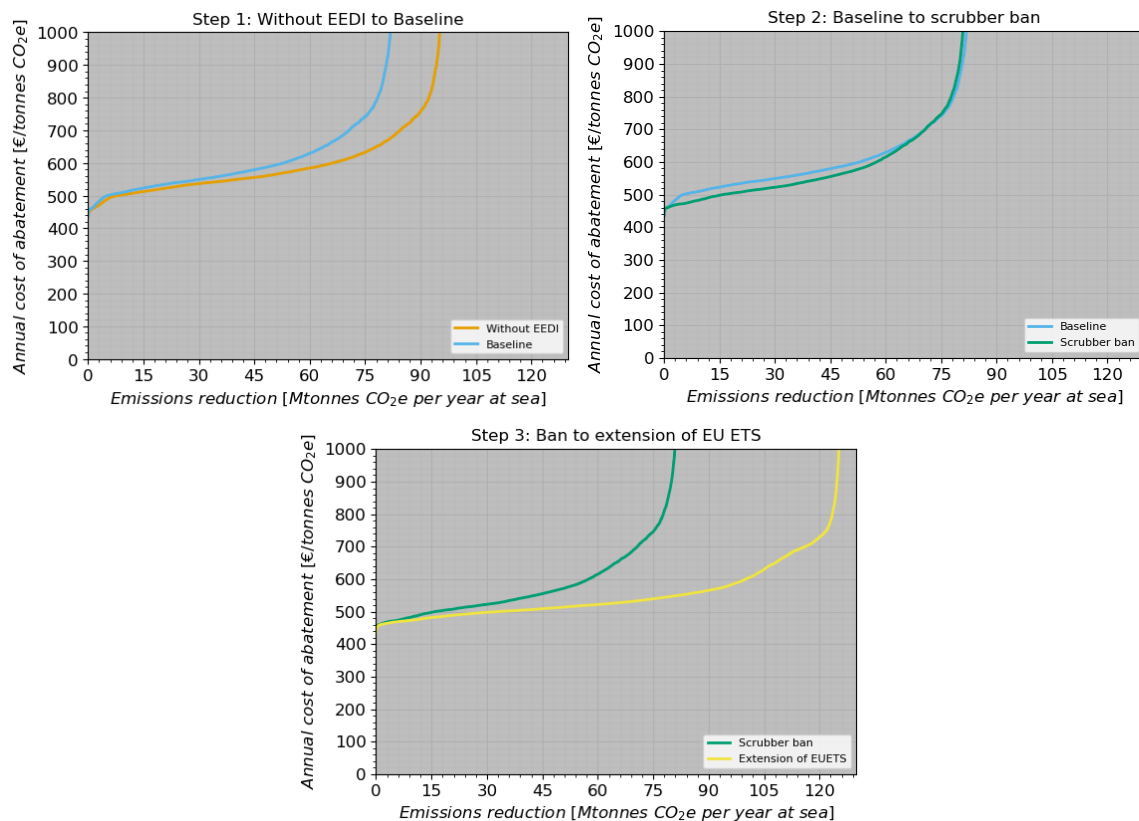 Step 1: Without EEDI to Baseline
Annual cost of abatement [€/tonnes CO₂e]
1000
900
800
700
600
500
400
300
200
100
0
Without EEDI
Baseline
0 15 30 45 60 75 90 105 120
Emissions reduction [Mtonnes CO₂e per year at sea]
Step 2: Baseline to scrubber ban
Annual cost of abatement [€/tonnes CO₂e]
1000
900
800
700
600
500
400
300
200
100
0
Baseline
Scrubber ban
0 15 30 45 60 75 90 105 120
Emissions reduction [Mtonnes CO₂e per year at sea]
Step 3: Ban to extension of EU ETS
Annual cost of abatement [€/tonnes CO₂e]
1000
900
800
700
600
500
400
300
200
100
0
Scrubber ban
Extension of EUETS
0 15 30 45 60 75 90 105 120
Emissions reduction [Mtonnes CO₂e per year at sea]